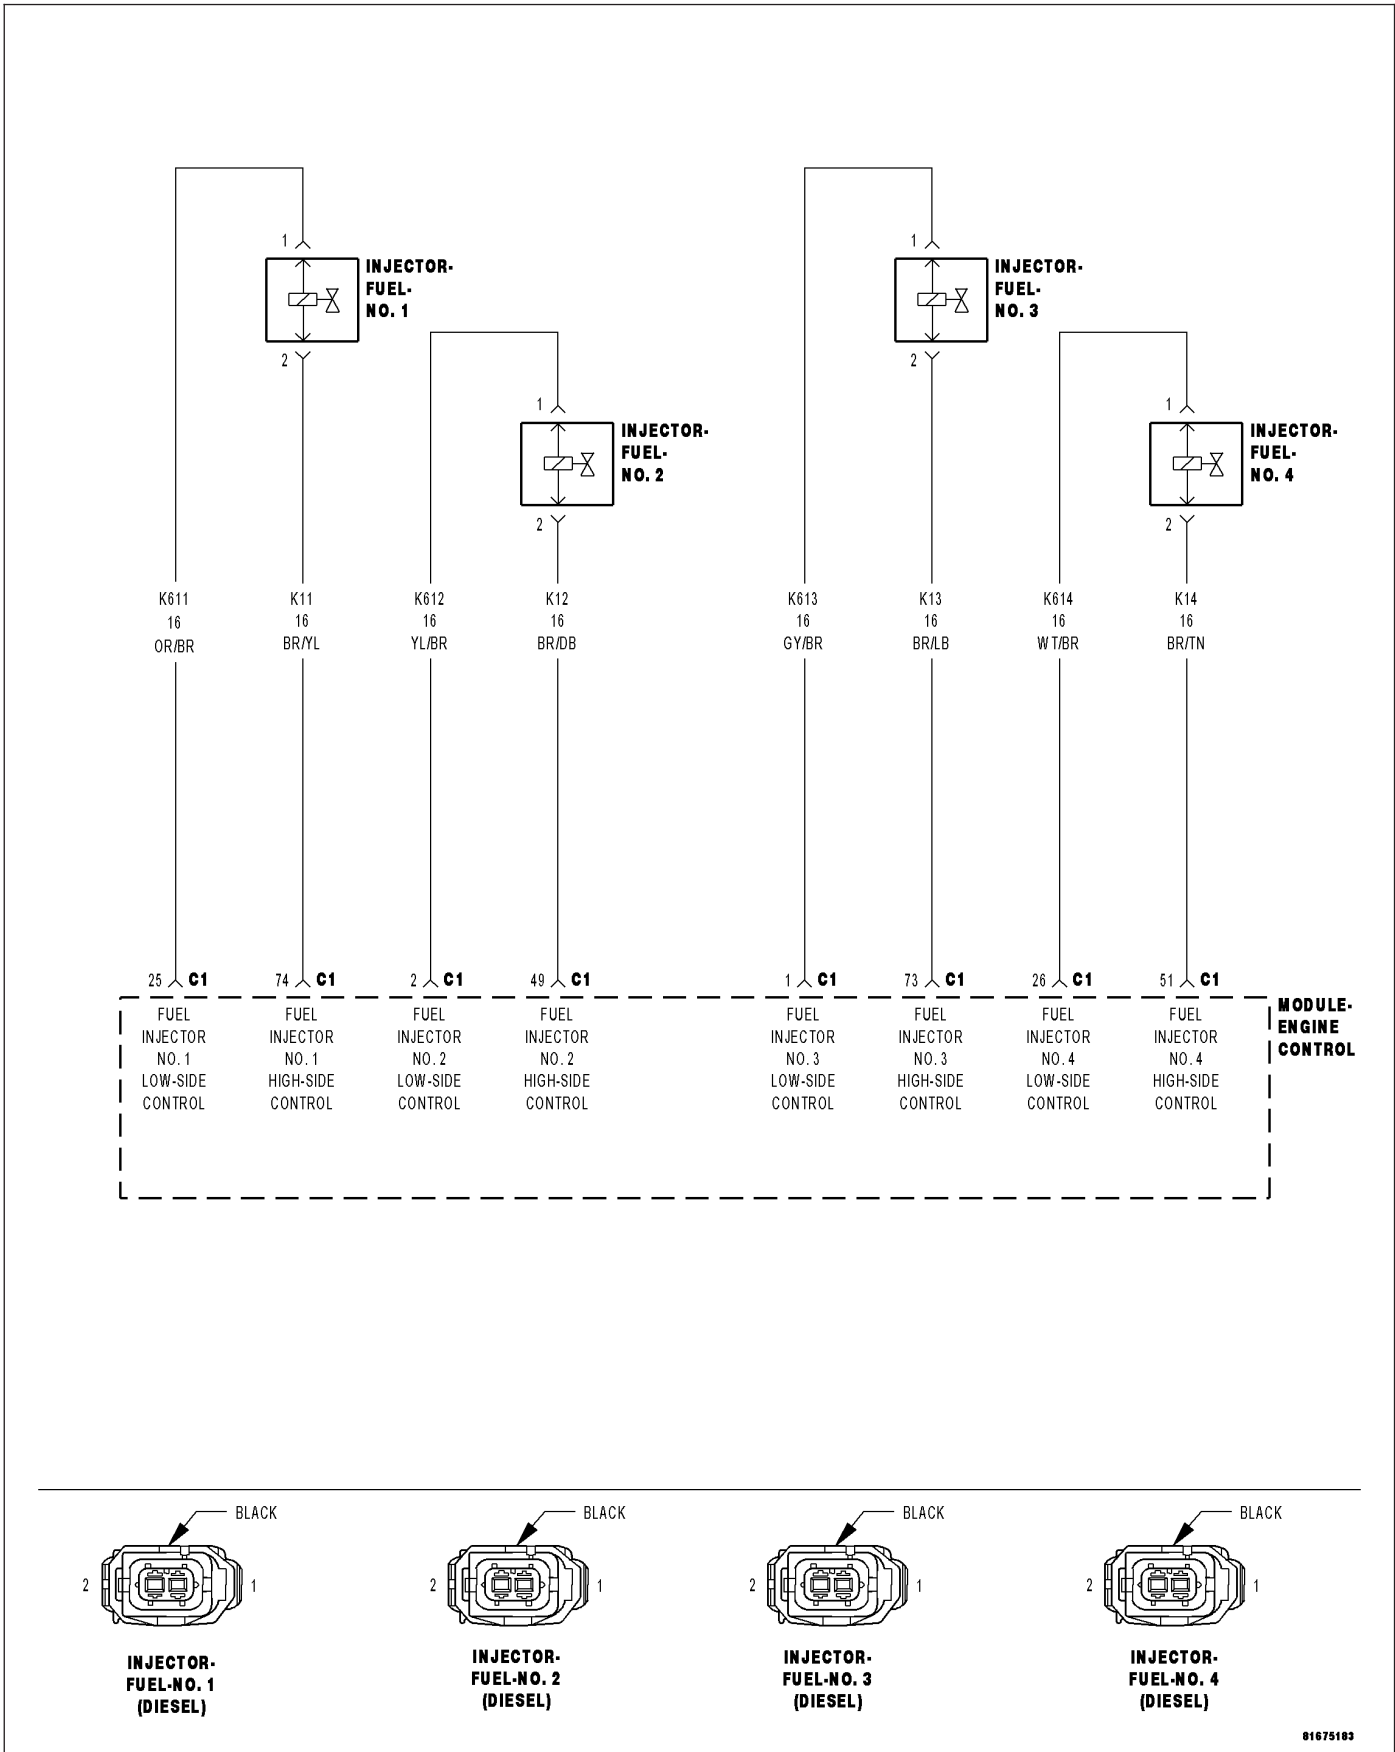 1
INJECTOR-
FUEL-
NO. 1
2
1
INJECTOR-
FUEL-
NO. 2
2
1
INJECTOR-
FUEL-
NO. 3
2
1
INJECTOR-
FUEL-
NO. 4
2
K611
16
OR/BR
K11
16
BR/YL
K612
16
YL/BR
K12
16
BR/DB
K613
16
GY/BR
K13
16
BR/LB
K614
16
WT/BR
K14
16
BR/TN
25 C1
74 C1
2 C1
49 C1
1 C1
73 C1
26 C1
51 C1
FUEL
INJECTOR
NO. 1
LOW-SIDE
CONTROL
FUEL
INJECTOR
NO. 1
HIGH-SIDE
CONTROL
FUEL
INJECTOR
NO. 2
LOW-SIDE
CONTROL
FUEL
INJECTOR
NO. 2
HIGH-SIDE
CONTROL
FUEL
INJECTOR
NO. 3
LOW-SIDE
CONTROL
FUEL
INJECTOR
NO. 3
HIGH-SIDE
CONTROL
FUEL
INJECTOR
NO. 4
LOW-SIDE
CONTROL
FUEL
INJECTOR
NO. 4
HIGH-SIDE
CONTROL
MODULE-
ENGINE
CONTROL
BLACK
2
1
INJECTOR-
FUEL-NO. 1
(DIESEL)
BLACK
2
1
INJECTOR-
FUEL-NO. 2
(DIESEL)
BLACK
2
1
INJECTOR-
FUEL-NO. 3
(DIESEL)
BLACK
2
1
INJECTOR-
FUEL-NO. 4
(DIESEL)
81675183